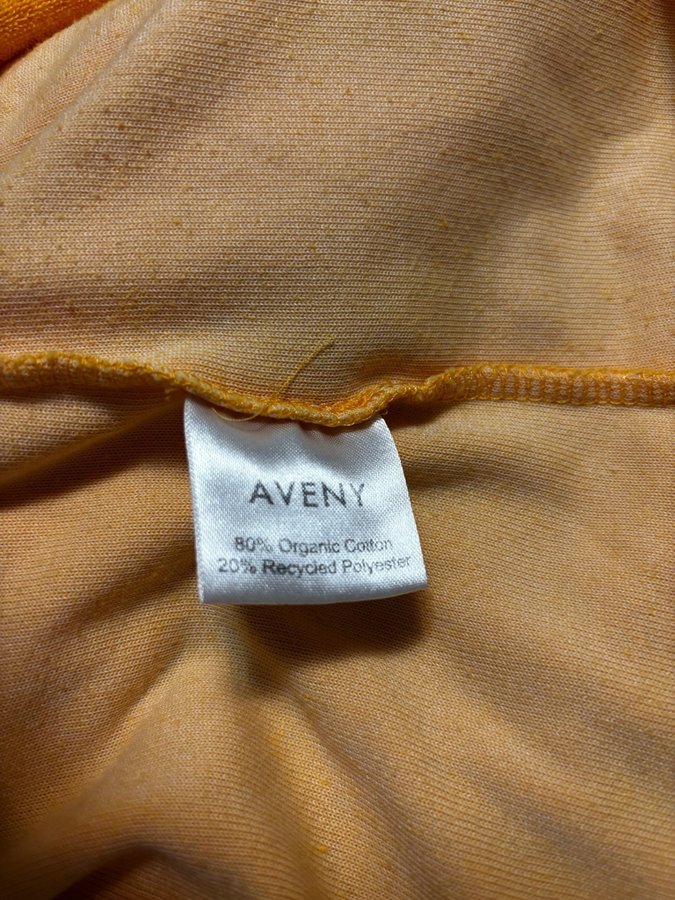 AVENY
80% Organic Cotton
20% Recycled Polyester